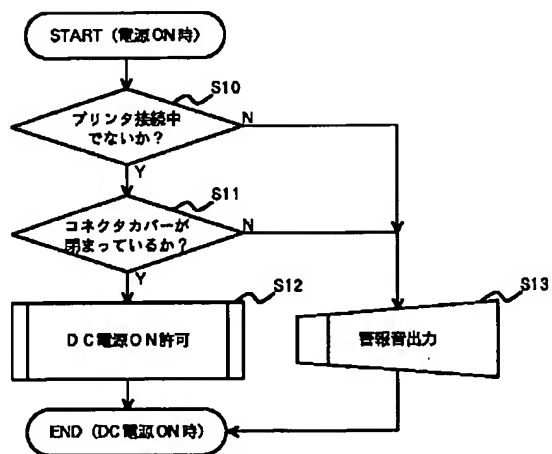 START (電源ON時)
S10
プリンタ接続中
でないか?
N
Y
S11
コネクタカバーが
閉まっているか?
N
Y
S12
DC電源ON許可
S13
警報音出力
END (DC電源ON時)